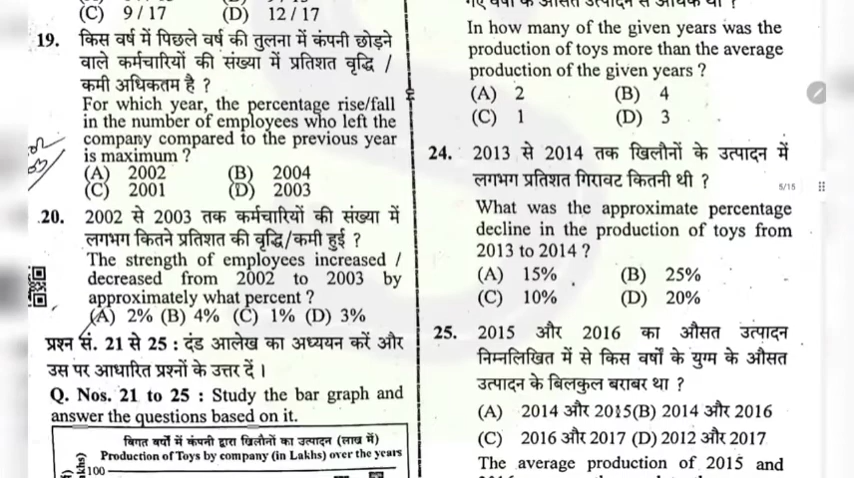 (C) 9/17 (D) 12/17
19. किस वर्ष में पिछले वर्ष की तुलना में कंपनी छोड़ने
वाले कर्मचारियों की संख्या में प्रतिशत वृद्धि /
कमी अधिकतम है ?
For which year, the percentage rise/fall
in the number of employees who left the
company compared to the previous year
is maximum ?
(A) 2002 (B) 2004
(C) 2001 (D) 2003
20. 2002 से 2003 तक कर्मचारियों की संख्या में
लगभग कितने प्रतिशत की वृद्धि/कमी हुई ?
The strength of employees increased /
decreased from 2002 to 2003 by
approximately what percent ?
(A) 2% (B) 4% (C) 1% (D) 3%
प्रश्न सं. 21 से 25 : दंड आलेख का अध्ययन करें और
उस पर आधारित प्रश्नों के उत्तर दें ।
Q. Nos. 21 to 25 : Study the bar graph and
answer the questions based on it.
विगत वर्षों में कंपनी द्वारा खिलौनों का उत्पादन (लाख में)
Production of Toys by company (in Lakhs) over the years
100
In how many of the given years was the
production of toys more than the average
production of the given years ?
(A) 2 (B) 4
(C) 1 (D) 3
24. 2013 से 2014 तक खिलौनों के उत्पादन में
लगभग प्रतिशत गिरावट कितनी थी ?
What was the approximate percentage
decline in the production of toys from
2013 to 2014 ?
(A) 15% (B) 25%
(C) 10% (D) 20%
25. 2015 और 2016 का औसत उत्पादन
निम्नलिखित में से किस वर्षों के युग्म के औसत
उत्पादन के बिलकुल बराबर था ?
(A) 2014 और 2015(B) 2014 और 2016
(C) 2016 और 2017 (D) 2012 और 2017
The average production of 2015 and
5/15